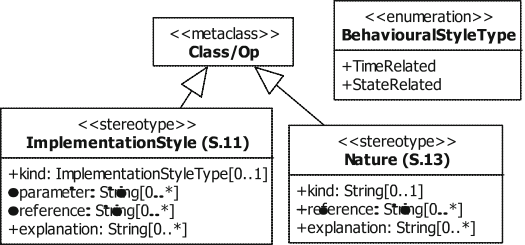 <<metaclass>>
Class/Op
<<enumeration>>
BehaviouralStyleType
+TimeRelated
+StateRelated
<<stereotype>>
ImplementationStyle (S.11)
+kind: ImplementationStyleType[0..1]
parameter: String[0..*]
reference: String[0..*]
+explanation: String[0..*]
<<stereotype>>
Nature (S.13)
+kind: String[0..1]
+reference: String[0..*]
+explanation: String[0..*]